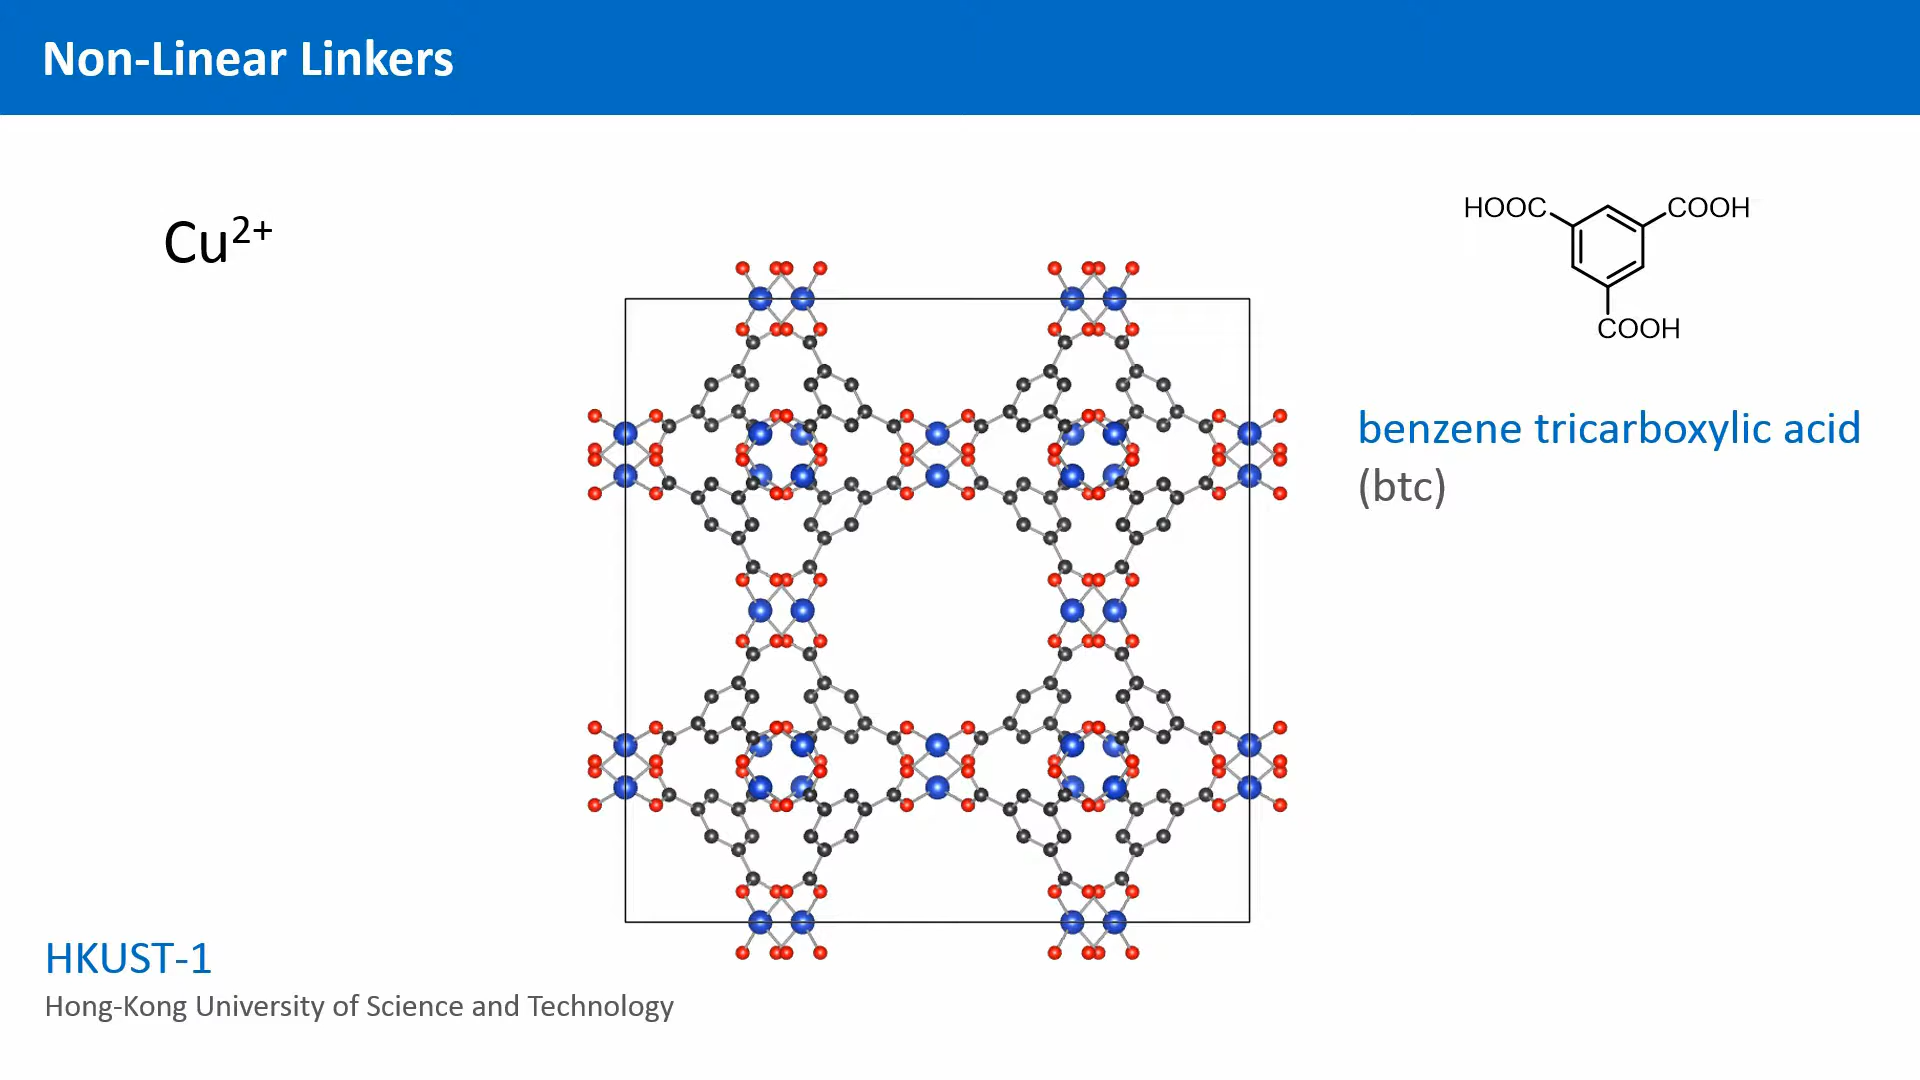 Non-Linear Linkers
Cu2+
HOOC
COOH
COOH
benzene tricarboxylic acid
(btc)
HKUST-1
Hong-Kong University of Science and Technology